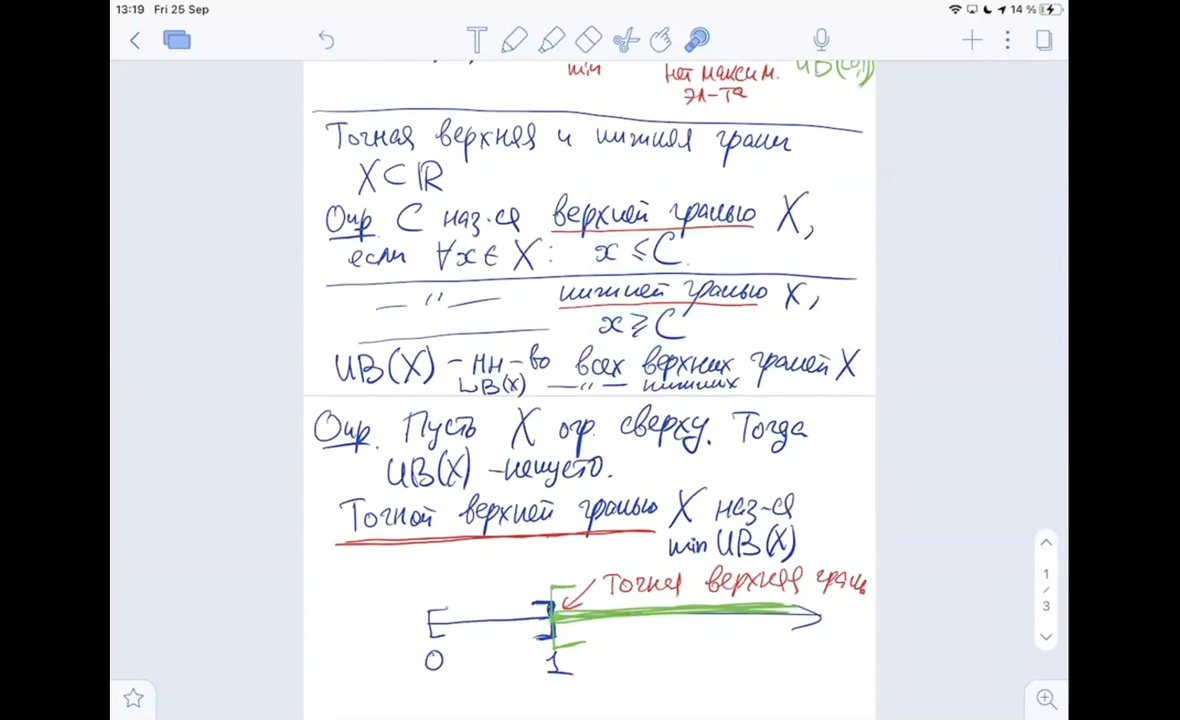 13:19 Fri 25 Sep
14 %
min
нет максим.
эл-та
Точная верхняя и нижняя грани
X⊂ℝ
Опр. C наз-ся верхней гранью X,
если ∀x∈X: x ≤ C.
— " — нижней гранью X,
x ≥ C
UB(X) – мн-во всех верхних граней X
LB(X) — " — нижних
Опр. Пусть X огр. сверху. Тогда
UB(X) – непусто.
Точной верхней гранью X наз-ся
min UB(X)
Точная верхняя грань
0 1
1
/
3